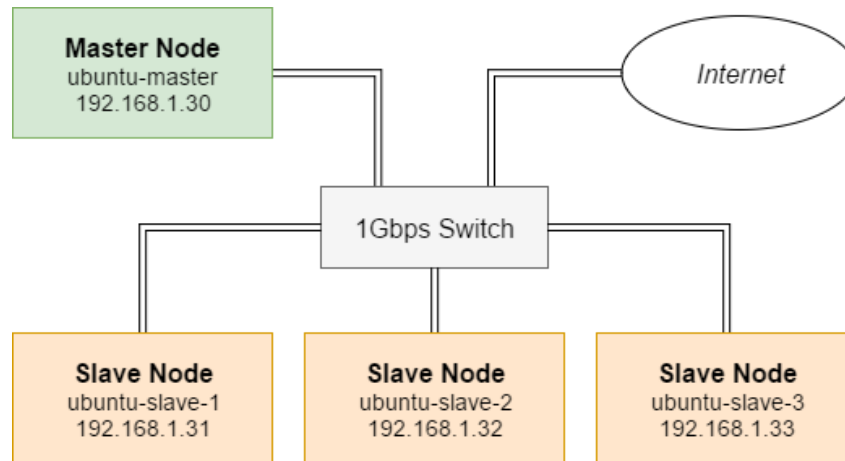 Master Node
ubuntu-master
192.168.1.30
Internet
1Gbps Switch
Slave Node
ubuntu-slave-1
192.168.1.31
Slave Node
ubuntu-slave-2
192.168.1.32
Slave Node
ubuntu-slave-3
192.168.1.33